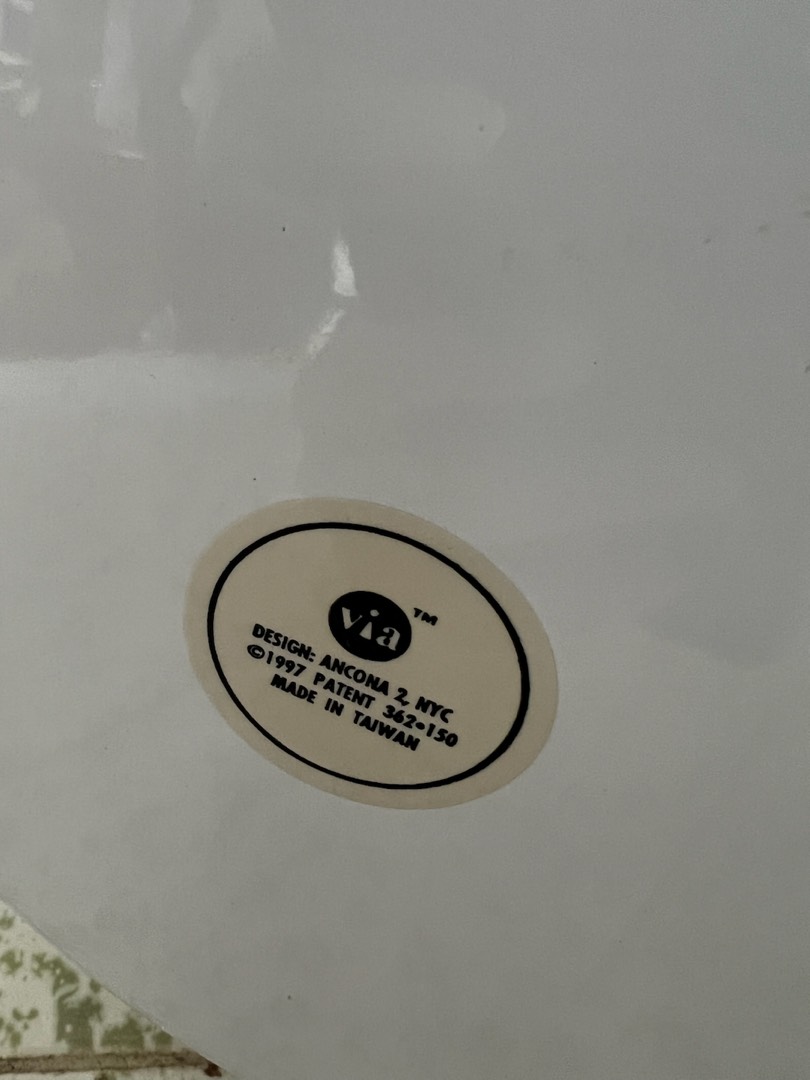 via™
DESIGN: ANCONA 2, NYC
©1997 PATENT 362•150
MADE IN TAIWAN